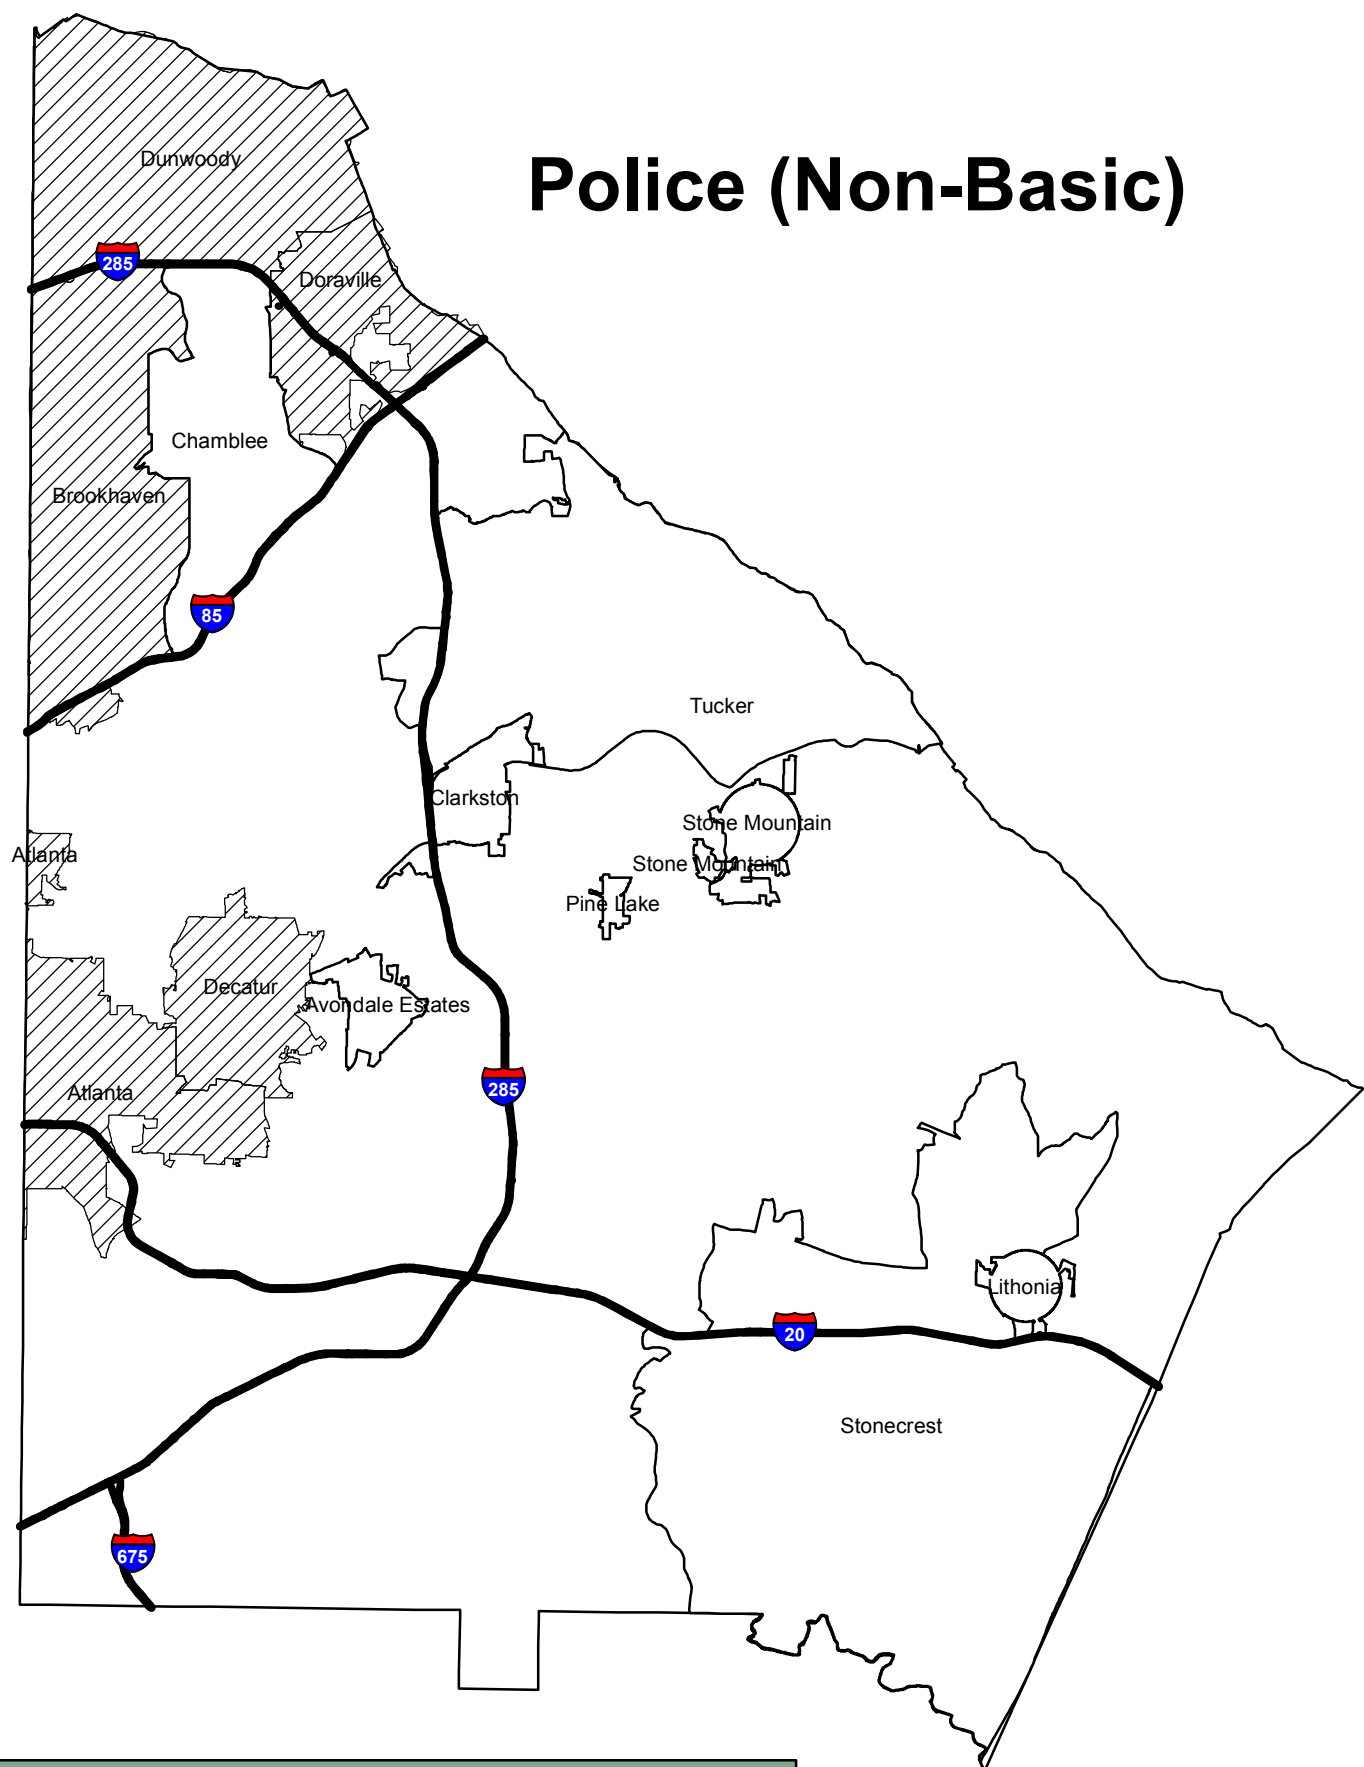 Police (Non-Basic)
Dunwoody
285
Doraville
Chamblee
Brookhaven
85
Tucker
Clarkston
Stone Mountain
Atlanta
Stone Mountain
Pine Lake
Decatur
Avondale Estates
285
Atlanta
Lithonia
20
Stonecrest
675